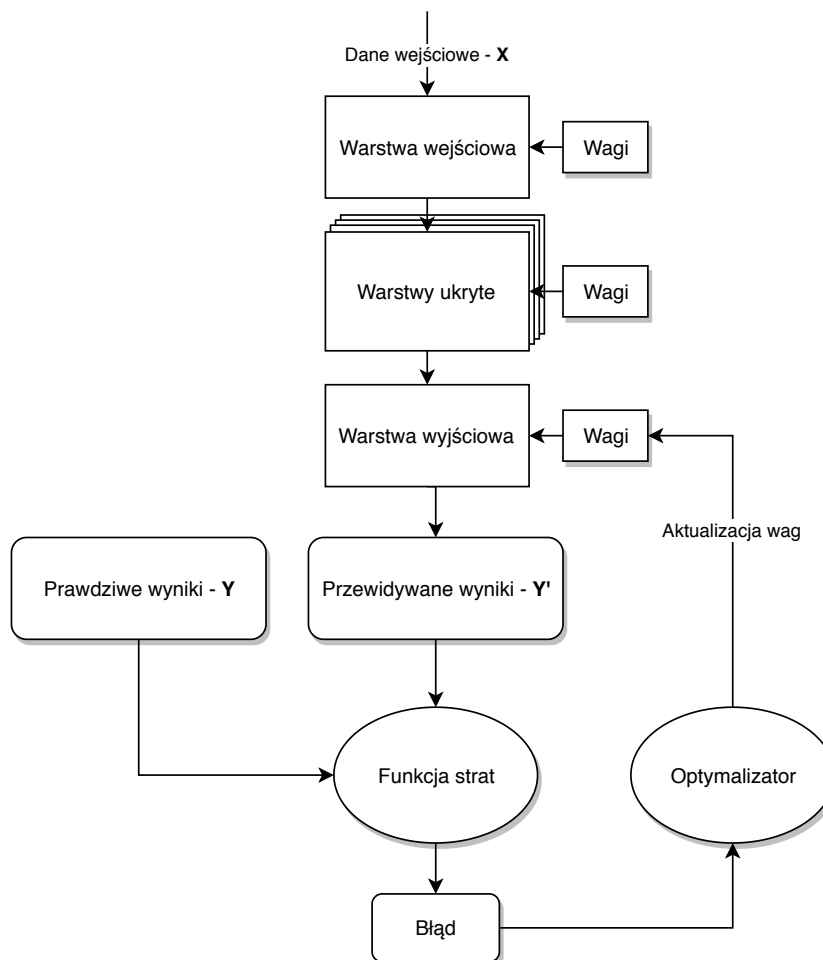 Dane wejściowe - X
Warstwa wejściowa
Wagi
Warstwy ukryte
Wagi
Warstwa wyjściowa
Wagi
Aktualizacja wag
Prawdziwe wyniki - Y
Przewidywane wyniki - Y'
Funkcja strat
Optymalizator
Błąd